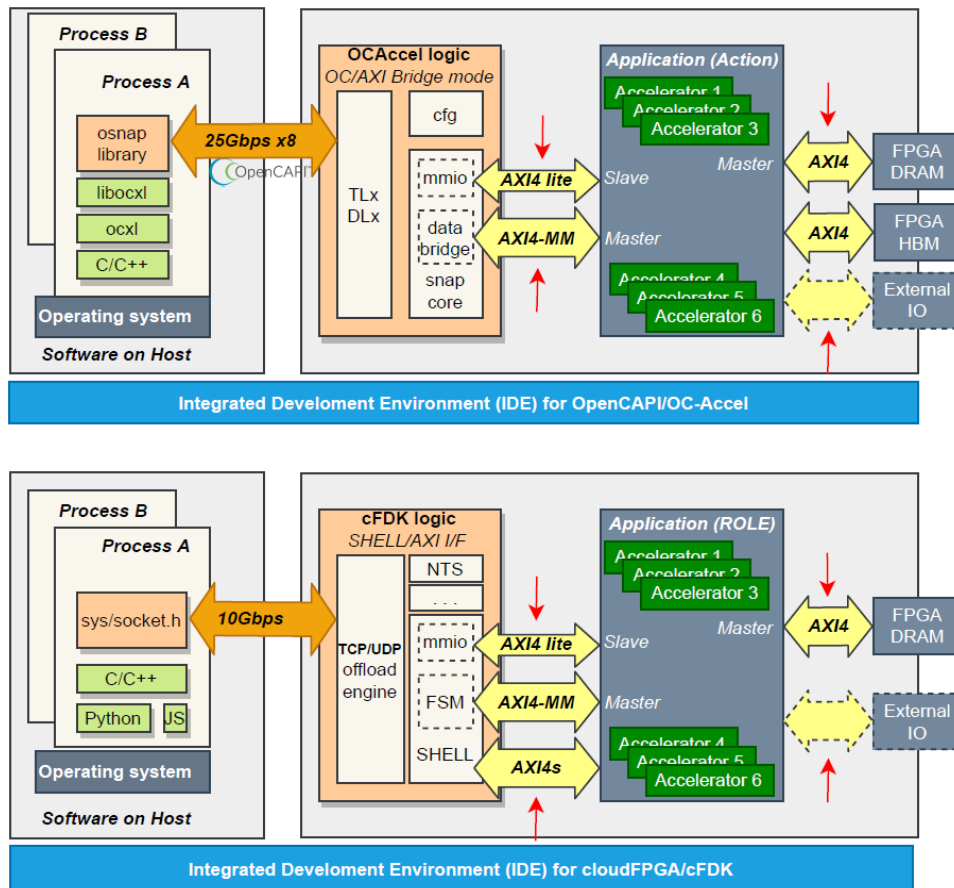 Process B
Process A
osnap
library
libocxl
ocxl
C/C++
Operating system
Software on Host
25Gbps x8
OpenCAPI
OCAccel logic
OC/AXI Bridge mode
TLx
DLx
cfg
mmio
data
bridge
snap
core
AXI4 lite
AXI4-MM
Application (Action)
Accelerator 1
Accelerator 2
Accelerator 3
Master
Slave
Master
Accelerator 4
Accelerator 5
Accelerator 6
AXI4
AXI4
FPGA
DRAM
FPGA
HBM
External
IO
Integrated Develoment Environment (IDE) for OpenCAPI/OC-Accel
Process B
Process A
sys/socket.h
C/C++
Python
JS
Operating system
Software on Host
10Gbps
cFDK logic
SHELL/AXI I/F
TCP/UDP
offload
engine
NTS
. . .
mmio
FSM
SHELL
AXI4 lite
AXI4-MM
AXI4s
Application (ROLE)
Accelerator 1
Accelerator 2
Accelerator 3
Master
Slave
Master
Accelerator 4
Accelerator 5
Accelerator 6
AXI4
FPGA
DRAM
External
IO
Integrated Develoment Environment (IDE) for cloudFPGA/cFDK